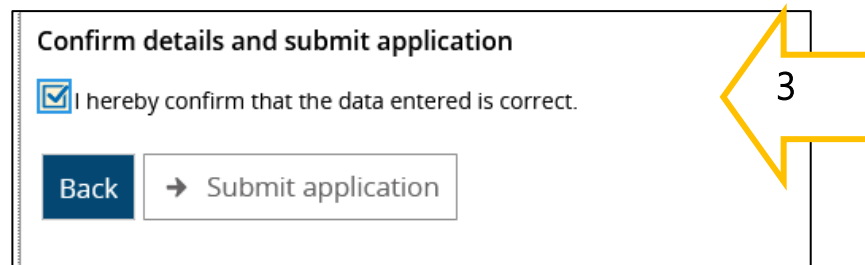 Confirm details and submit application
I hereby confirm that the data entered is correct.
3
Back → Submit application